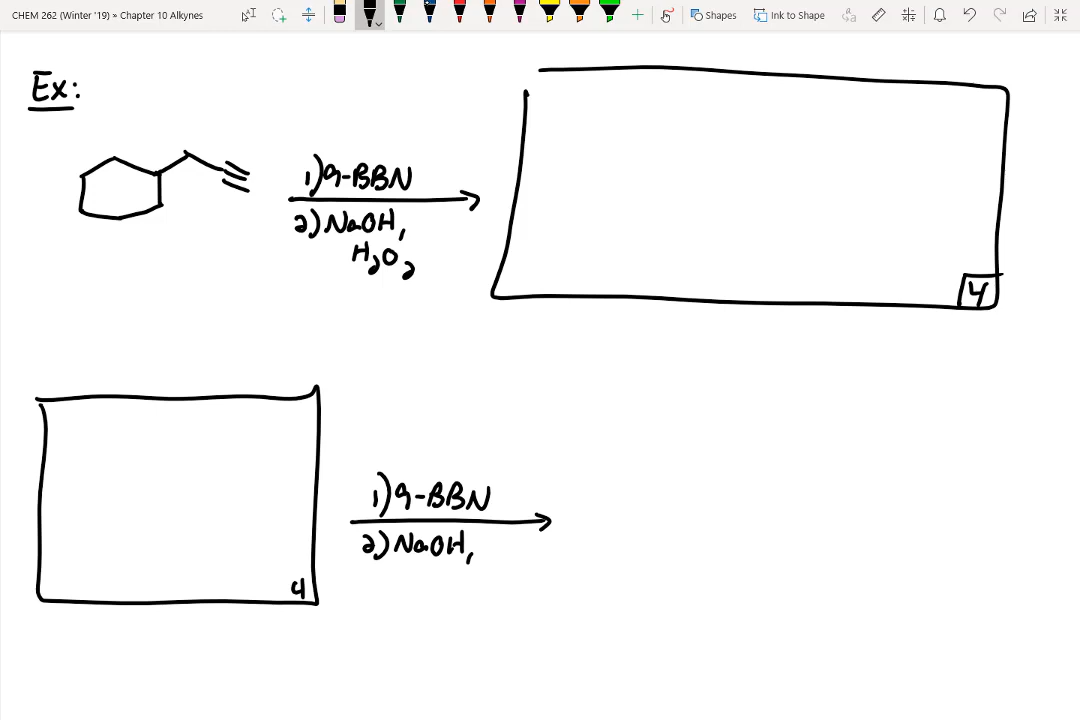 CHEM 262 (Winter '19) » Chapter 10 Alkynes
Shapes
Ink to Shape
Ex:
1) 9-BBN
2) NaOH,
H2O2
4
1) 9-BBN
2) NaOH,
4